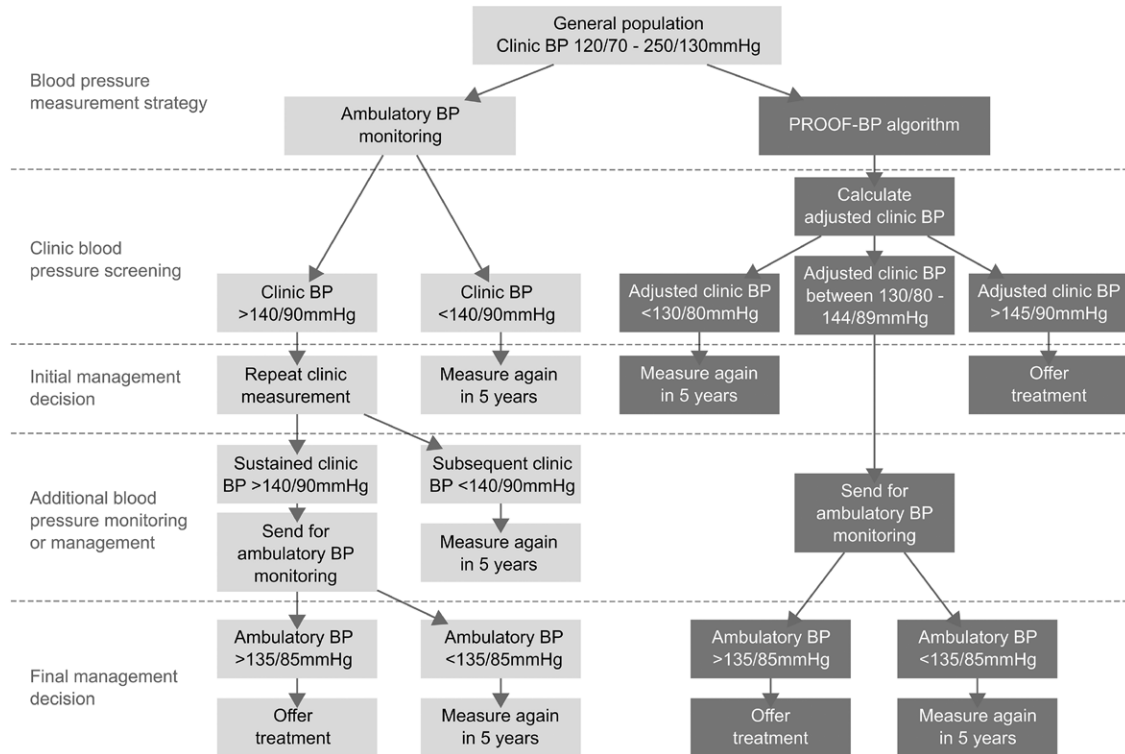 General population
Clinic BP 120/70 - 250/130mmHg
Blood pressure
measurement strategy
Ambulatory BP
monitoring
PROOF-BP algorithm
Calculate
adjusted clinic BP
Clinic blood
pressure screening
Clinic BP
>140/90mmHg
Clinic BP
<140/90mmHg
Adjusted clinic BP
<130/80mmHg
Adjusted clinic BP
between 130/80 -
144/89mmHg
Adjusted clinic BP
>145/90mmHg
Initial management
decision
Repeat clinic
measurement
Measure again
in 5 years
Measure again
in 5 years
Offer
treatment
Additional blood
pressure monitoring
or management
Sustained clinic
BP >140/90mmHg
Subsequent clinic
BP <140/90mmHg
Send for
ambulatory BP
monitoring
Measure again
in 5 years
Send for
ambulatory BP
monitoring
Final management
decision
Ambulatory BP
>135/85mmHg
Ambulatory BP
<135/85mmHg
Ambulatory BP
>135/85mmHg
Ambulatory BP
<135/85mmHg
Offer
treatment
Measure again
in 5 years
Offer
treatment
Measure again
in 5 years